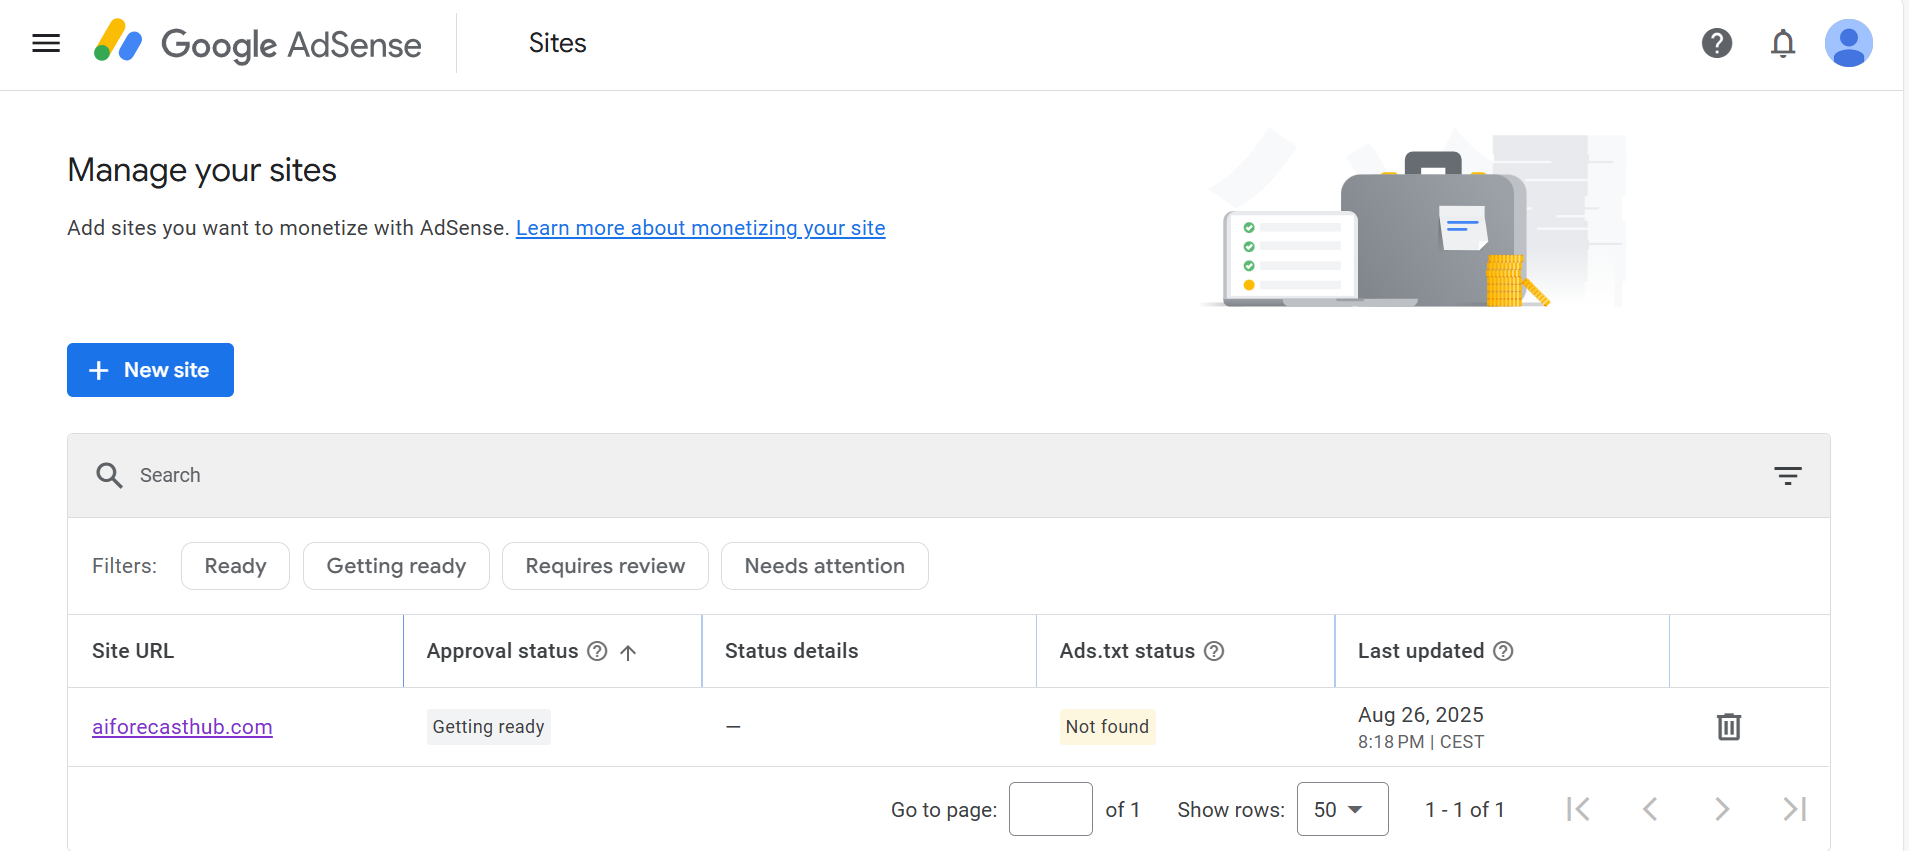 Google AdSense
Sites
Manage your sites
Add sites you want to monetize with AdSense. Learn more about monetizing your site
New site
Search
Filters: Ready Getting ready Requires review Needs attention
Site URL Approval status Status details Ads.txt status Last updated
aiforecasthub.com Getting ready — Not found Aug 26, 2025
8:18 PM | CEST
Go to page: of 1 Show rows: 50 1 - 1 of 1